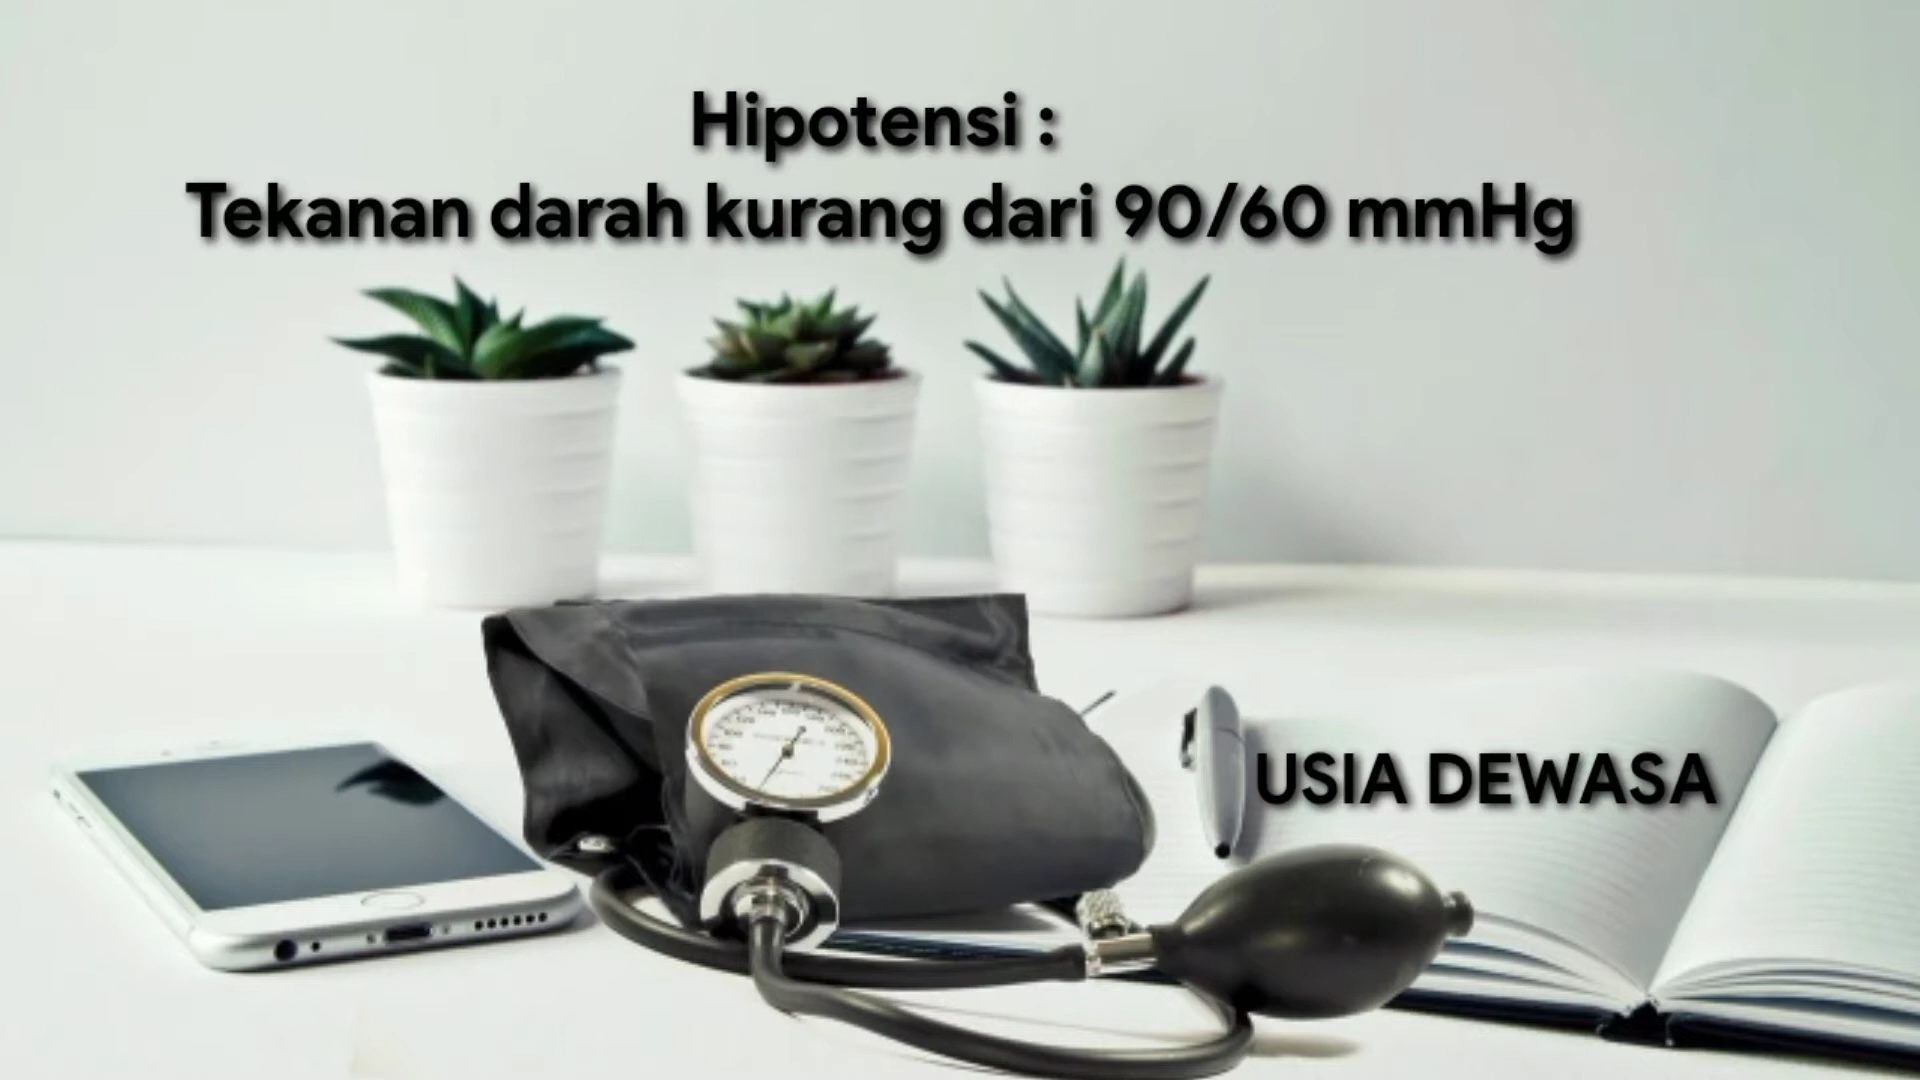 Hipotensi :
Tekanan darah kurang dari 90/60 mmHg
USIA DEWASA